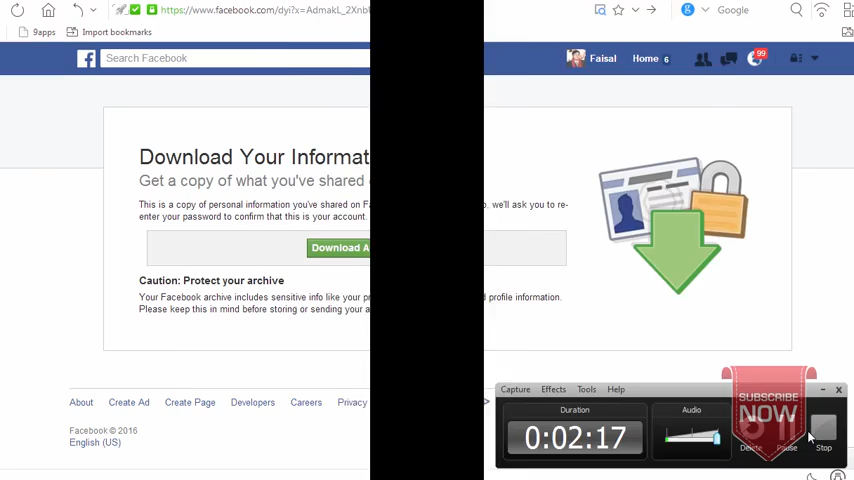 https://www.facebook.com/dyi?x=AdmakL_2Xnb
Google
9apps
Import bookmarks
Search Facebook
Faisal
Home 6
99
Download Your Informat
Get a copy of what you've shared
This is a copy of personal information you've shared on Fa
o, we'll ask you to re-
enter your password to confirm that this is your account.
Download A
Caution: Protect your archive
Your Facebook archive includes sensitive info like your pr
d profile information.
Please keep this in mind before storing or sending your a
About
Create Ad
Create Page
Developers
Careers
Privacy
Facebook © 2016
English (US)
Capture
Effects
Tools
Help
Duration
Audio
0:02:17
SUBSCRIBE
NOW
Delete
Pause
Stop